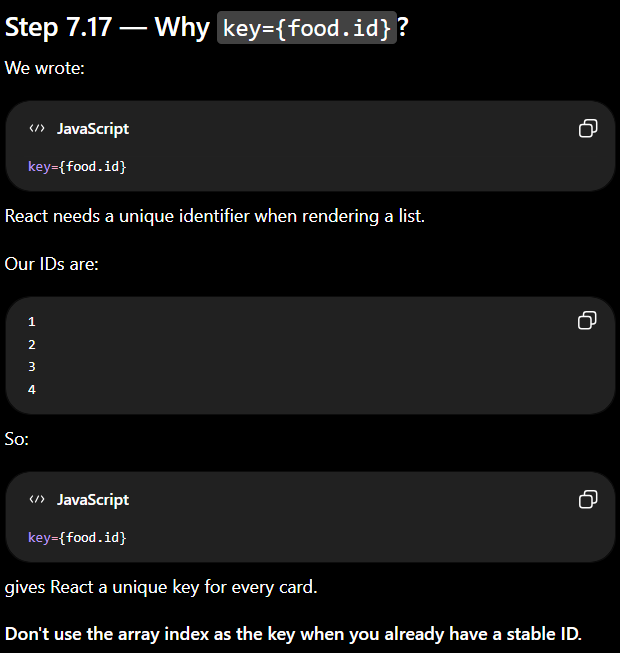 Step 7.17 — Why key={food.id}?
We wrote:
</> JavaScript
key={food.id}
React needs a unique identifier when rendering a list.
Our IDs are:
1
2
3
4
So:
</> JavaScript
key={food.id}
gives React a unique key for every card.
Don't use the array index as the key when you already have a stable ID.